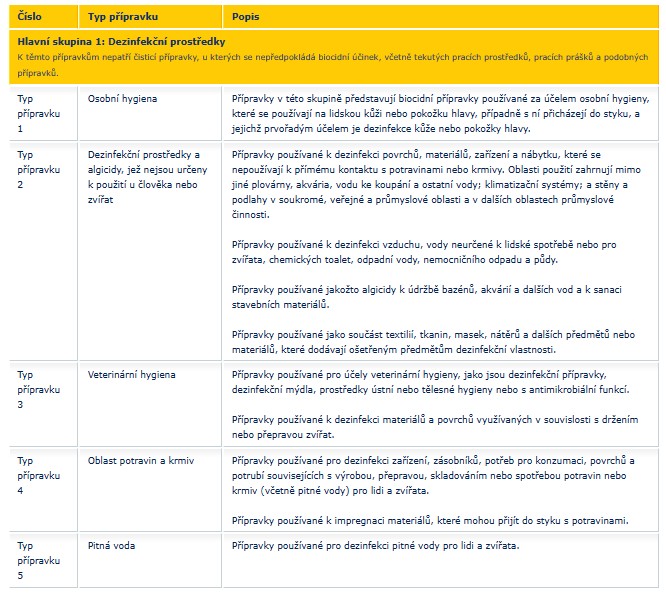 Číslo Typ přípravku Popis
Hlavní skupina 1: Dezinfekční prostředky
K těmto přípravkům nepatří čisticí přípravky, u kterých se nepředpokládá biocidní účinek, včetně tekutých pracích prostředků, pracích prášků a podobných
přípravků.
Typ
přípravku
1
Osobní hygiena
Přípravky v této skupině představují biocidní přípravky používané za účelem osobní hygieny,
které se používají na lidskou kůži nebo pokožku hlavy, případně s ní přicházejí do styku, a
jejichž prvořadým účelem je dezinfekce kůže nebo pokožky hlavy.
Typ
přípravku
2
Dezinfekční prostředky a
algicidy, jež nejsou určeny
k použití u člověka nebo
zvířat
Přípravky používané k dezinfekci povrchů, materiálů, zařízení a nábytku, které se
nepoužívají k přímému kontaktu s potravinami nebo krmivy. Oblasti použití zahrnují mimo
jiné plovárny, akvária, vodu ke koupání a ostatní vody; klimatizační systémy; a stěny a
podlahy v soukromé, veřejné a průmyslové oblasti a v dalších oblastech průmyslové
činnosti.
Přípravky používané k dezinfekci vzduchu, vody neurčené k lidské spotřebě nebo pro
zvířata, chemických toalet, odpadní vody, nemocničního odpadu a půdy.
Přípravky používané jakožto algicidy k údržbě bazénů, akvárií a dalších vod a k sanaci
stavebních materiálů.
Přípravky používané jako součást textilií, tkanin, masek, nátěrů a dalších předmětů nebo
materiálů, které dodávají ošetřeným předmětům dezinfekční vlastnosti.
Typ
přípravku
3
Veterinární hygiena
Přípravky používané pro účely veterinární hygieny, jako jsou dezinfekční přípravky,
dezinfekční mýdla, prostředky ústní nebo tělesné hygieny nebo s antimikrobiální funkcí.
Přípravky používané k dezinfekci materiálů a povrchů využívaných v souvislosti s držením
nebo přepravou zvířat.
Typ
přípravku
4
Oblast potravin a krmiv
Přípravky používané pro dezinfekci zařízení, zásobníků, potřeb pro konzumaci, povrchů a
potrubí souvisejících s výrobou, přepravou, skladováním nebo spotřebou potravin nebo
krmiv (včetně pitné vody) pro lidi a zvířata.
Přípravky používané k impregnaci materiálů, které mohou přijít do styku s potravinami.
Typ
přípravku
5
Pitná voda
Přípravky používané pro dezinfekci pitné vody pro lidi a zvířata.